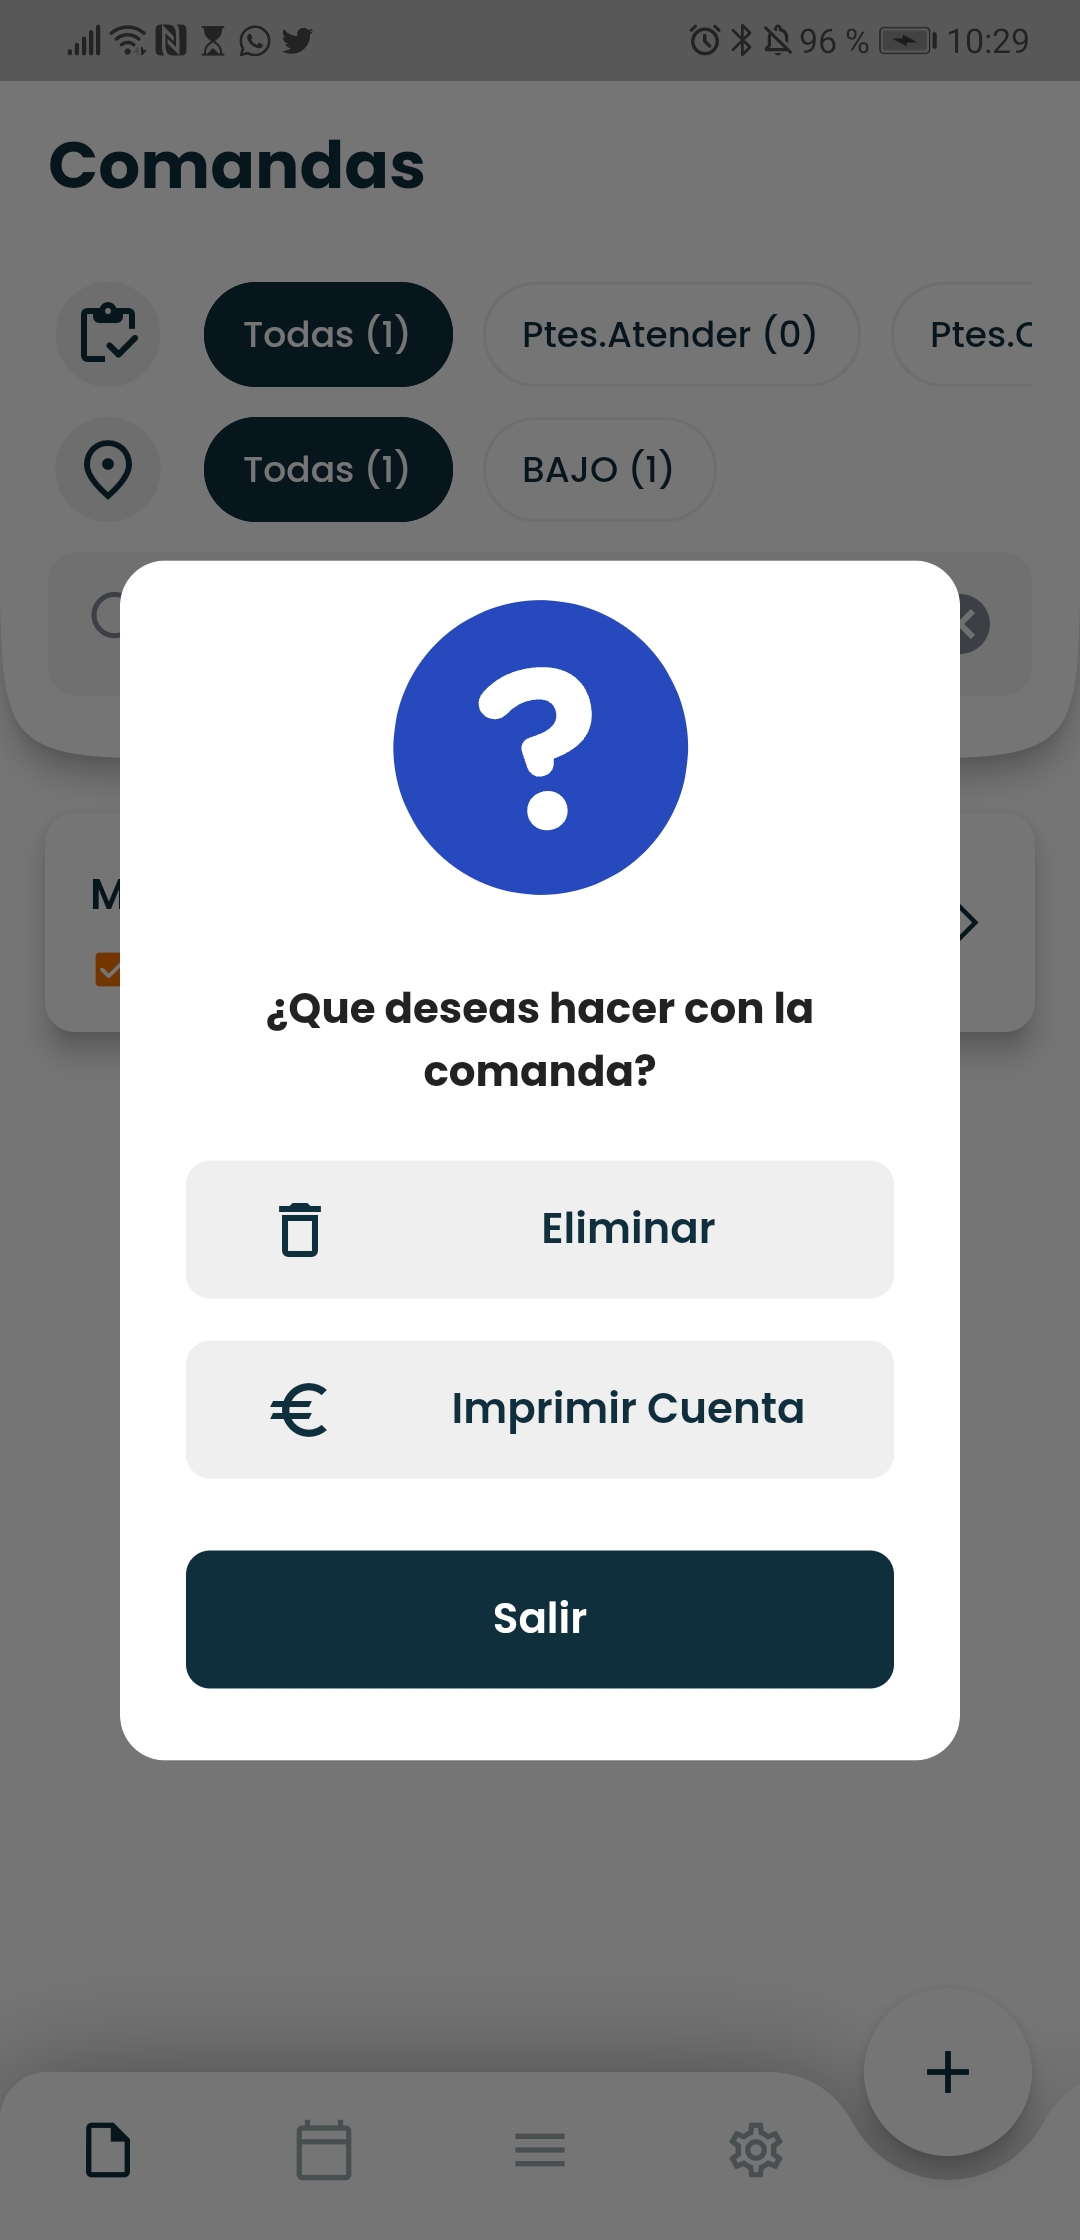 96 % 10:29
Comandas
Todas (1) Ptes.Atender (0)
Todas (1) BAJO (1)
¿Que deseas hacer con la
comanda?
Eliminar
Imprimir Cuenta
Salir